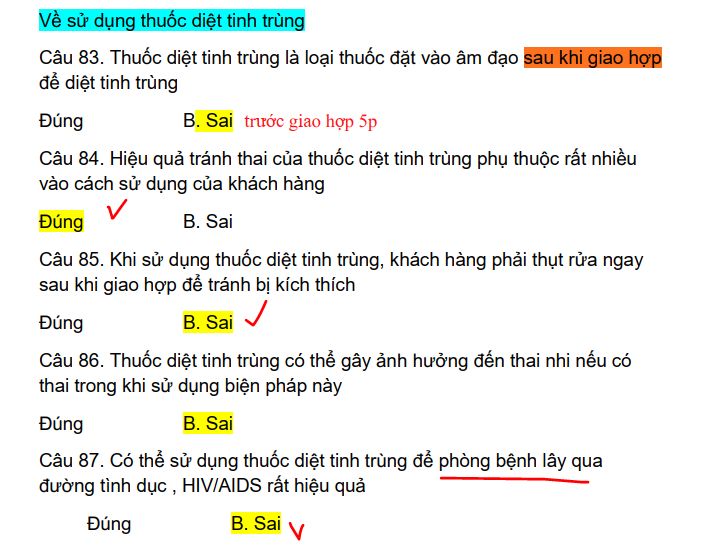 Về sử dụng thuốc diệt tinh trùng
Câu 83. Thuốc diệt tinh trùng là loại thuốc đặt vào âm đạo sau khi giao hợp
để diệt tinh trùng
Đúng B. Sai trước giao hợp 5p
Câu 84. Hiệu quả tránh thai của thuốc diệt tinh trùng phụ thuộc rất nhiều
vào cách sử dụng của khách hàng
Đúng B. Sai
Câu 85. Khi sử dụng thuốc diệt tinh trùng, khách hàng phải thụt rửa ngay
sau khi giao hợp để tránh bị kích thích
Đúng B. Sai
Câu 86. Thuốc diệt tinh trùng có thể gây ảnh hưởng đến thai nhi nếu có
thai trong khi sử dụng biện pháp này
Đúng B. Sai
Câu 87. Có thể sử dụng thuốc diệt tinh trùng để phòng bệnh lây qua
đường tình dục , HIV/AIDS rất hiệu quả
Đúng B. Sai